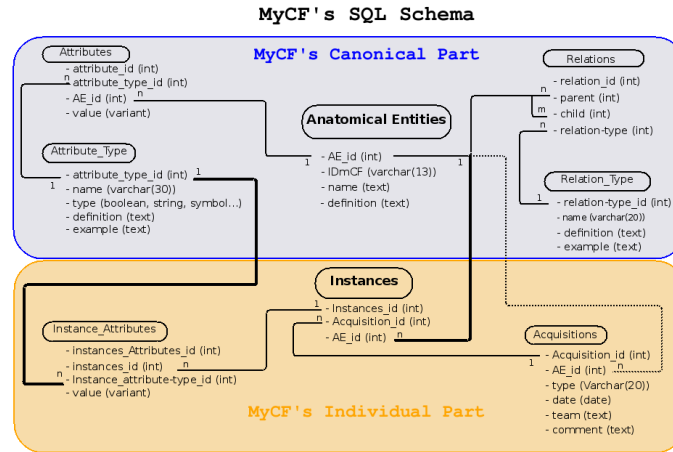 MyCF's SQL Schema
MyCF's Canonical Part
Attributes
- attribute_id (int)
n
- attribute_type_id (int)
- AE_id (int)
n
- value (variant)
Attribute_Type
- attribute_type_id (int)
1
1
- name (varchar(30))
- type (boolean, string, symbol...)
- definition (text)
- example (text)
Anatomical Entities
- AE_id (int)
1
1
- IDmCF (varchar(13))
- name (text)
- definition (text)
Relations
- relation_id (int)
n
- parent (int)
m
- child (int)
n
- relation-type (int)
Relation_Type
1
- relation-type_id (int)
- name (varchar(20))
- definition (text)
- example (text)
Instances
1
- Instances_id (int)
n
- Acquisition_id (int)
- AE_id (int)
n
Instance_Attributes
- instances_Attributes_id (int)
- instances_id (int)
n
n
- Instance_attribute-type_id (int)
- value (variant)
Acquisitions
1
- Acquisition_id (int)
- AE_id (int)
n
- type (Varchar(20))
- date (date)
- team (text)
- comment (text)
MyCF's Individual Part